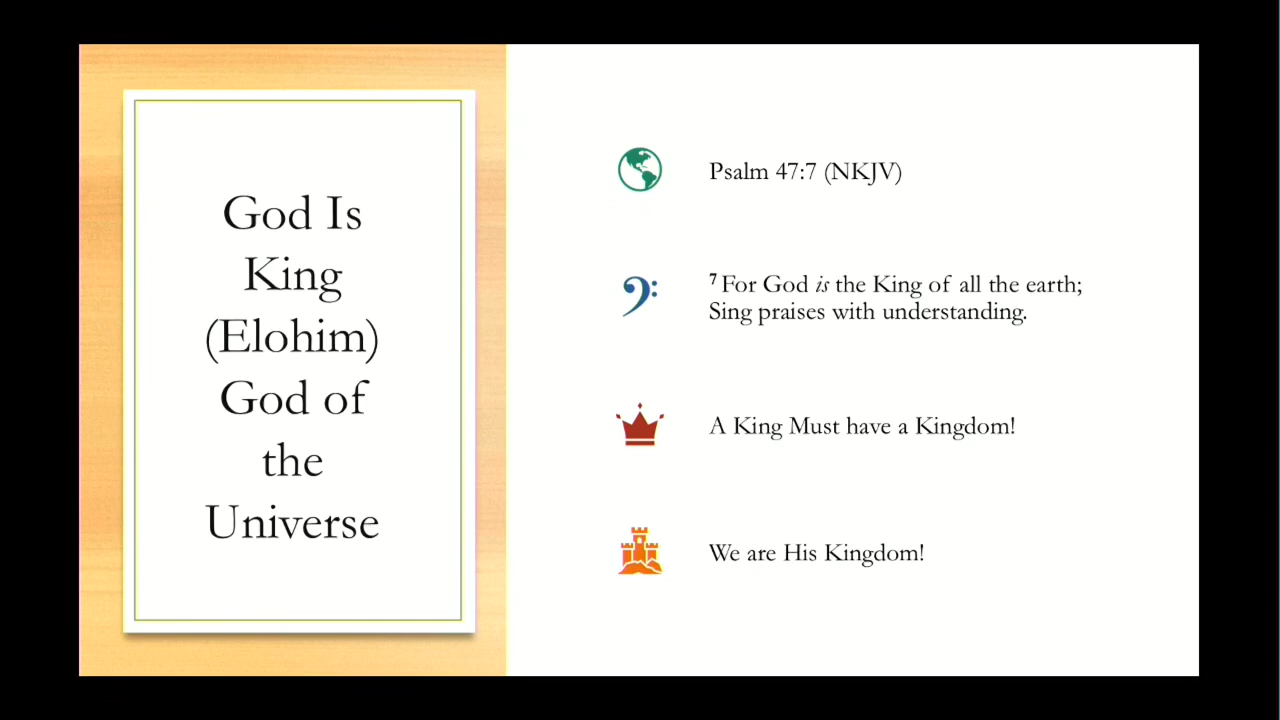 God Is
King
(Elohim)
God of
the
Universe
Psalm 47:7 (NKJV)
7 For God is the King of all the earth;
Sing praises with understanding.
A King Must have a Kingdom!
We are His Kingdom!